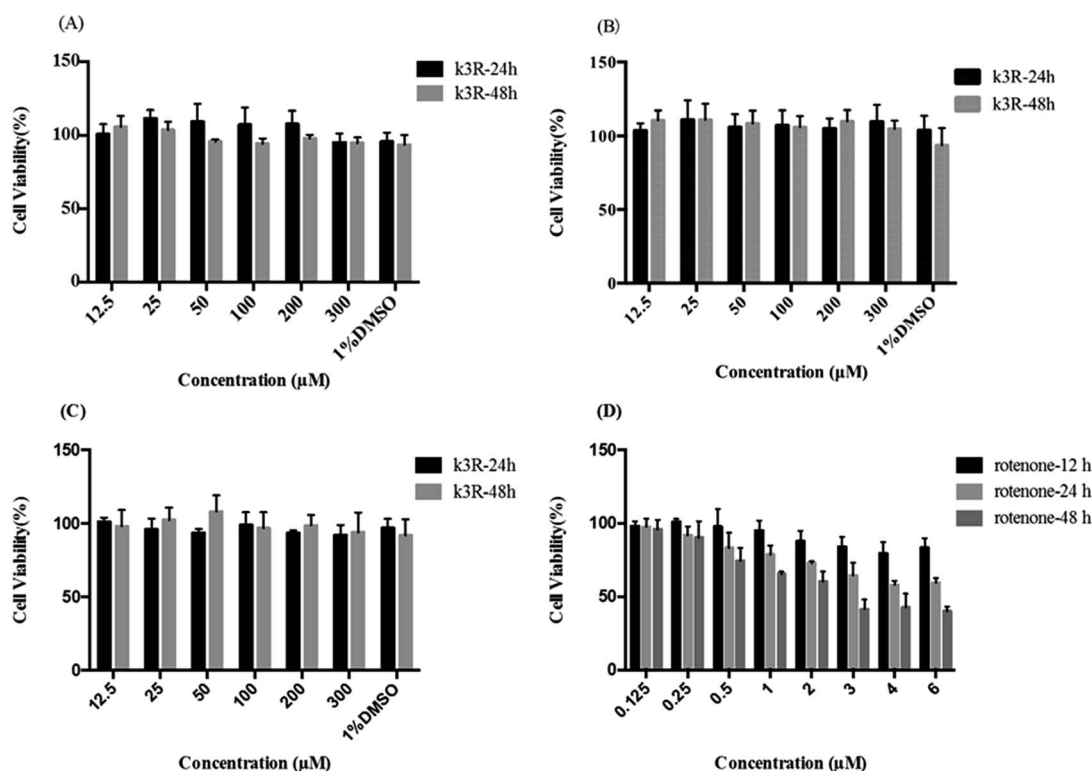 (A)
150
100
50
0
Cell Viability(%)
k3R-24h
k3R-48h
12.5
25
50
100
200
300
1%DMSO
Concentration (µM)
(B)
150
100
50
0
Cell Viability(%)
k3R-24h
k3R-48h
12.5
25
50
100
200
300
1%DMSO
Concentration (µM)
(C)
150
100
50
0
Cell Viability(%)
k3R-24h
k3R-48h
12.5
25
50
100
200
300
1%DMSO
Concentration (µM)
(D)
150
100
50
0
Cell Viability(%)
rotenone-12 h
rotenone-24 h
rotenone-48 h
0.125
0.25
0.5
1
2
3
4
6
Concentration (µM)